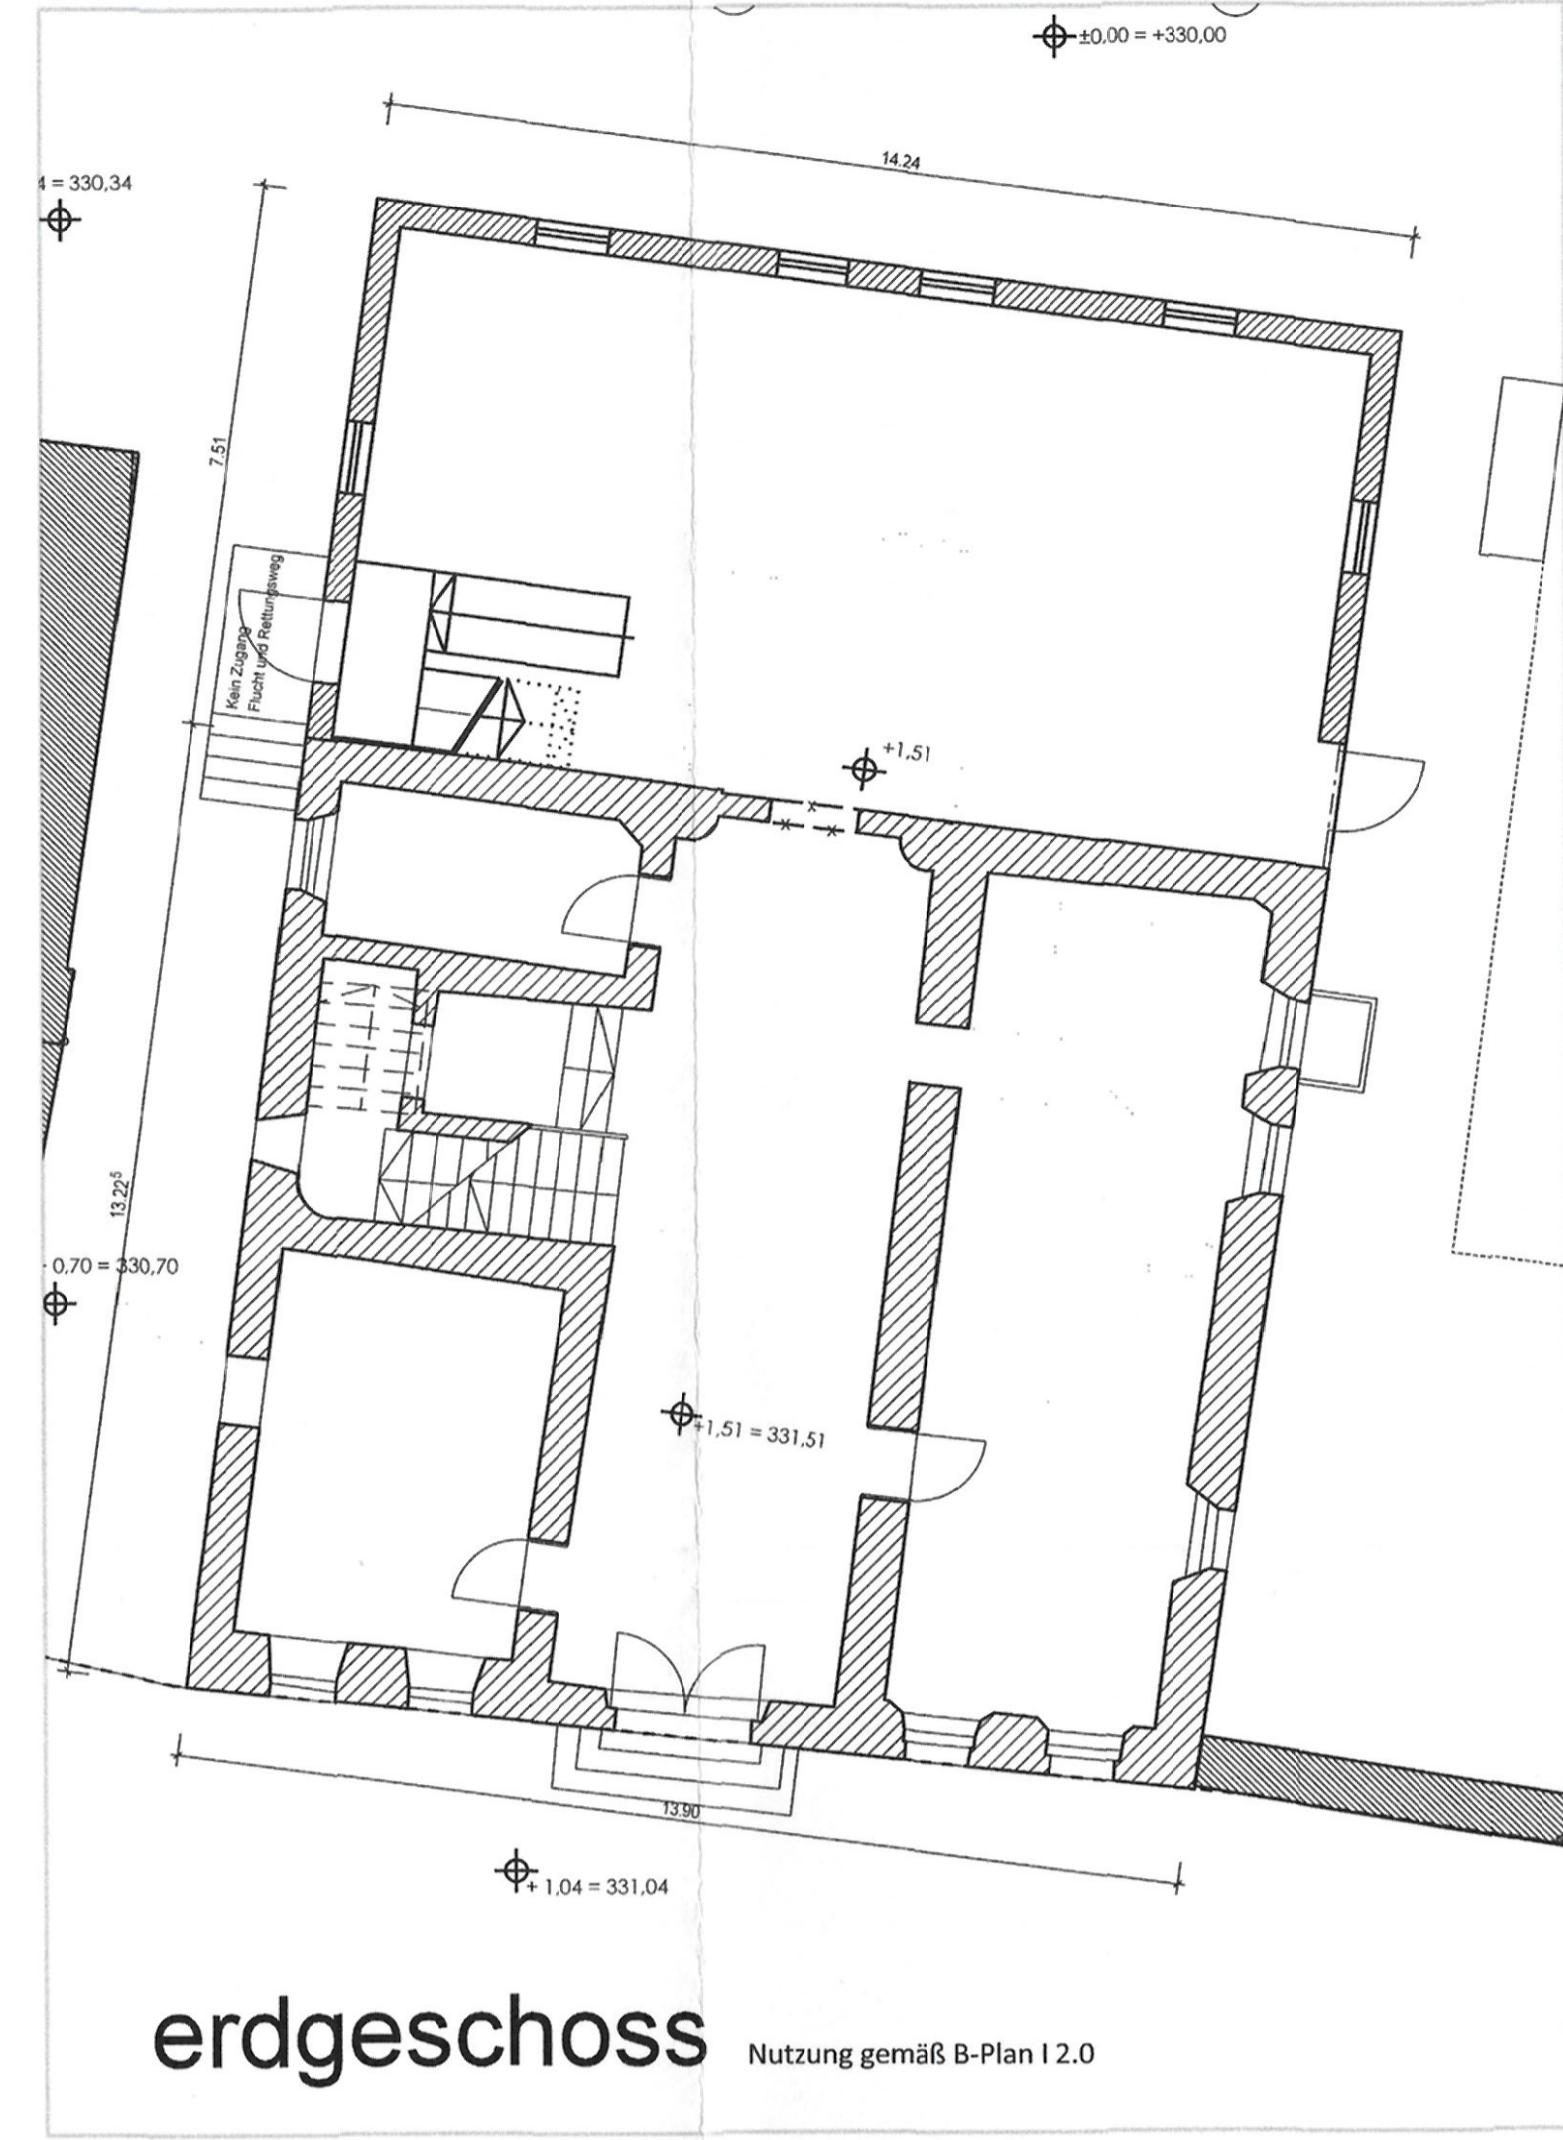 ±0,00 = +330,00
14.24
4 = 330,34
7.51
Kein Zugang
Flucht und Rettungsweg
+1,51
13.22⁵
0,70 = 330,70
+1,51 = 331,51
13.90
+ 1,04 = 331,04
erdgeschoss
Nutzung gemäß B-Plan I 2.0